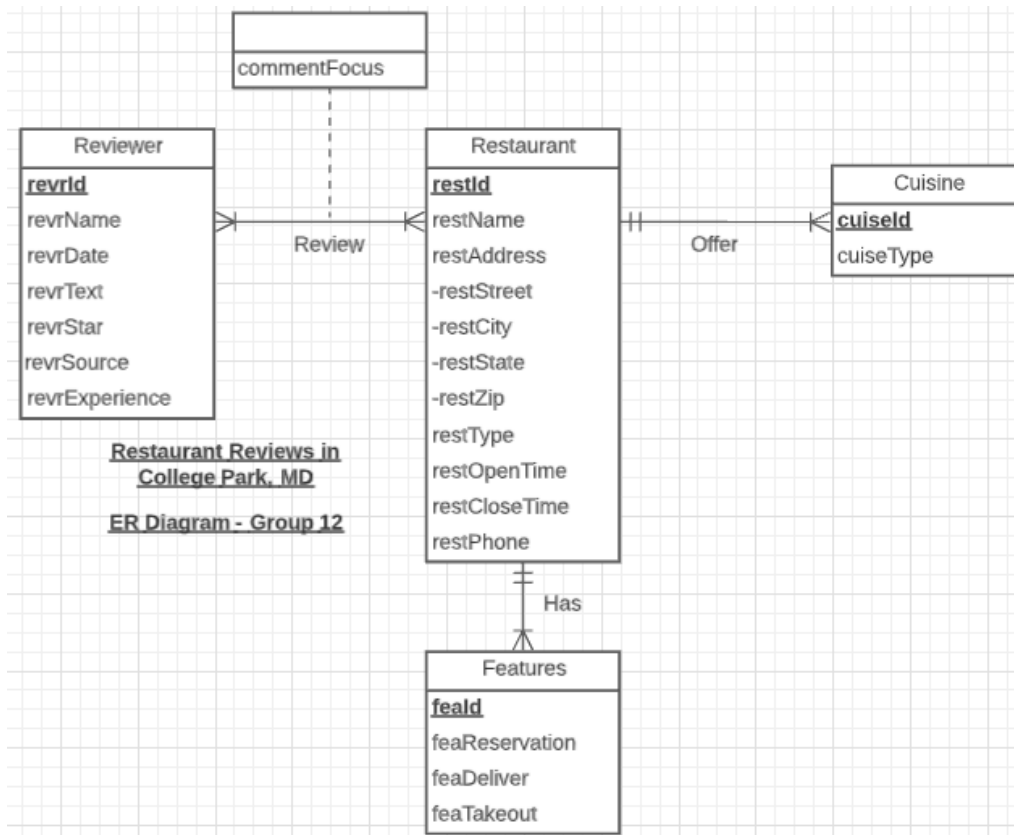 commentFocus
Reviewer
revrId
revrName
revrDate
revrText
revrStar
revrSource
revrExperience
Review
Restaurant
restId
restName
restAddress
-restStreet
-restCity
-restState
-restZip
restType
restOpenTime
restCloseTime
restPhone
Offer
Cuisine
cuiseId
cuiseType
Restaurant Reviews in
College Park, MD
ER Diagram - Group 12
Has
Features
feaId
feaReservation
feaDeliver
feaTakeout